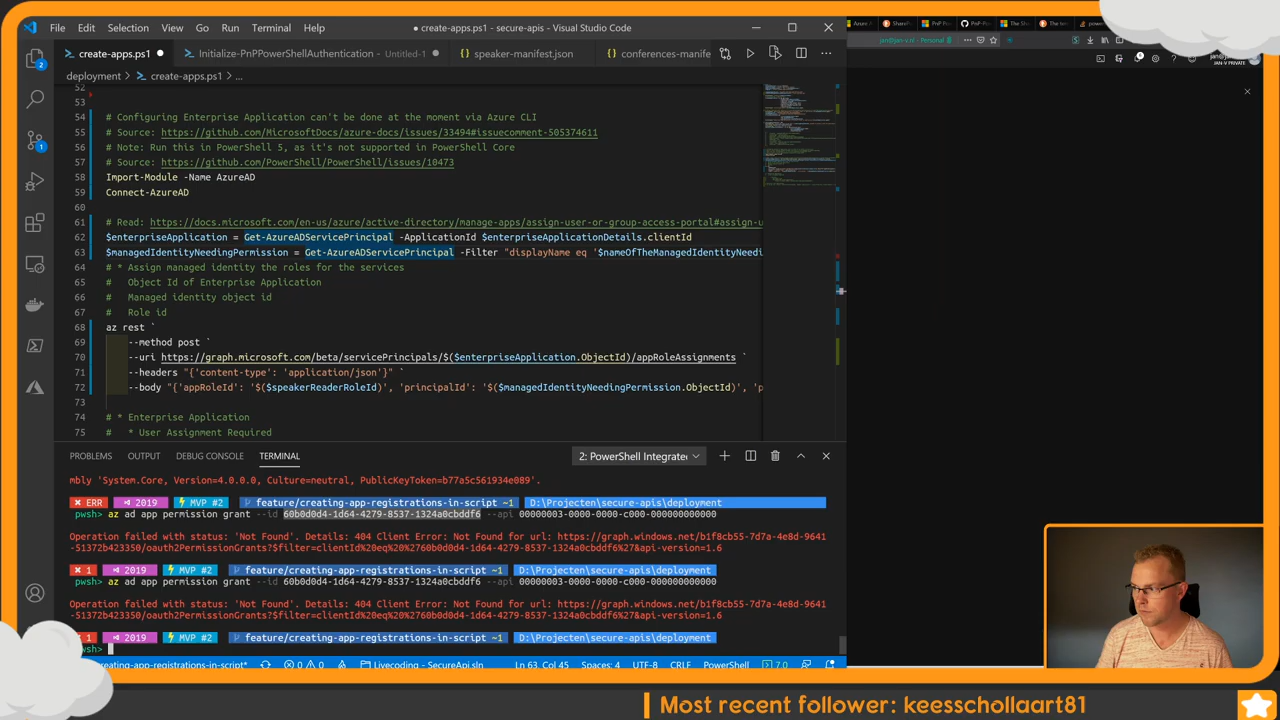 File Edit Selection View Go Run Terminal Help
● create-apps.ps1 - secure-apis - Visual Studio Code
create-apps.ps1 ●
InvokePnPPowerShellAuthentication · Untitled-1 ●
speaker-manifest.json
conferences-manife
deployment > create-apps.ps1 > ...
52
53
54 # Configuring enterprise Application can't be done at the moment via Azure CLI
55 # Source: https://github.com/MicrosoftDocs/azure-docs/issues/33494#issuecomment-505374611
56 # Note: Run this in PowerShell 5, as it's not supported in PowerShell Core
57 # Source: https://github.com/PowerShell/PowerShell/issues/10473
58 Import-Module -Name AzureAD
59 Connect-AzureAD
60
61 # Read: https://docs.microsoft.com/en-us/azure/active-directory/manage-apps/assign-user-or-group-access-portal#assign-u
62 $enterpriseApplication = Get-AzureADServicePrincipal -ApplicationId $enterpriseApplicationDetails.clientId
63 $managedIdentityNeedingPermission = Get-AzureADServicePrincipal -Filter "displayName eq '$nameOfTheManagedIdentityNeedi
64 # * Assign managed identity the roles for the services
65 #   Object Id of Enterprise Application
66 #   Managed identity object id
67 #   Role id
68 az rest `
69 --method post `
70 --uri https://graph.microsoft.com/beta/servicePrincipals/$($enterpriseApplication.ObjectId)/appRoleAssignments `
71 --headers "{'content-type': 'application/json'}" `
72 --body "{'appRoleId': '$($speakerReaderRoleId)', 'principalId': '$($managedIdentityNeedingPermission.ObjectId)', 'p
73
74 # * Enterprise Application
75 #   * User Assignment Required
PROBLEMS OUTPUT DEBUG CONSOLE TERMINAL
2: PowerShell Integrate
mbly 'System.Core, Version=4.0.0.0, Culture=neutral, PublicKeyToken=b77a5c561934e089'.
ERR 2019 MVP #2 feature/creating-app-registrations-in-script ~1 D:\Projecten\secure-apis\deployment
pwsh> az ad app permission grant --id 60b0d0d4-1d64-4279-8537-1324a0cbddf6 --api 00000003-0000-0000-c000-000000000000
Operation failed with status: 'Not Found'. Details: 404 Client Error: Not Found for url: https://graph.windows.net/b1f8cb55-7d7a-4e8d-9641
-51372b423350/oauth2PermissionGrants?$filter=clientId%20eq%20%2760b0d0d4-1d64-4279-8537-1324a0cbddf6%27&api-version=1.6
1 2019 MVP #2 feature/creating-app-registrations-in-script ~1 D:\Projecten\secure-apis\deployment
pwsh> az ad app permission grant --id 60b0d0d4-1d64-4279-8537-1324a0cbddf6 --api 00000003-0000-0000-c000-000000000000
Operation failed with status: 'Not Found'. Details: 404 Client Error: Not Found for url: https://graph.windows.net/b1f8cb55-7d7a-4e8d-9641
-51372b423350/oauth2PermissionGrants?$filter=clientId%20eq%20%2760b0d0d4-1d64-4279-8537-1324a0cbddf6%27&api-version=1.6
1 2019 MVP #2 feature/creating-app-registrations-in-script ~1 D:\Projecten\secure-apis\deployment
wsh>
creating-app-registrations-in-script*
0 0
Livecoding - SecureApi.sln
Ln 63, Col 45 Spaces: 4 UTF-8 CRLF PowerShell 7.0
jan@jan-v.nl - Personal
JAN-V PRIVATE
Most recent follower: keesschollaart81